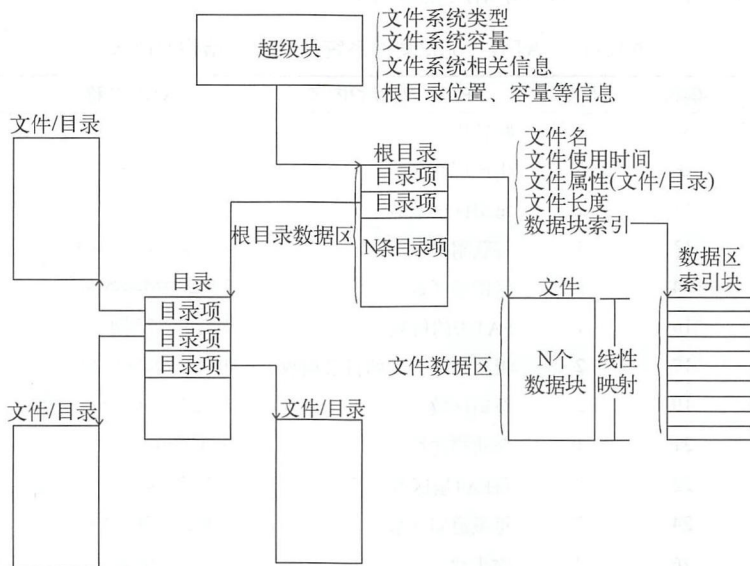 超级块
文件系统类型
文件系统容量
文件系统相关信息
根目录位置、容量等信息
文件/目录
根目录
目录项
目录项
N条目录项
根目录数据区
文件名
文件使用时间
文件属性(文件/目录)
文件长度
数据块索引
数据区
索引块
目录
目录项
目录项
目录项
文件
文件数据区
N个
数据块
线性
映射
文件/目录
文件/目录